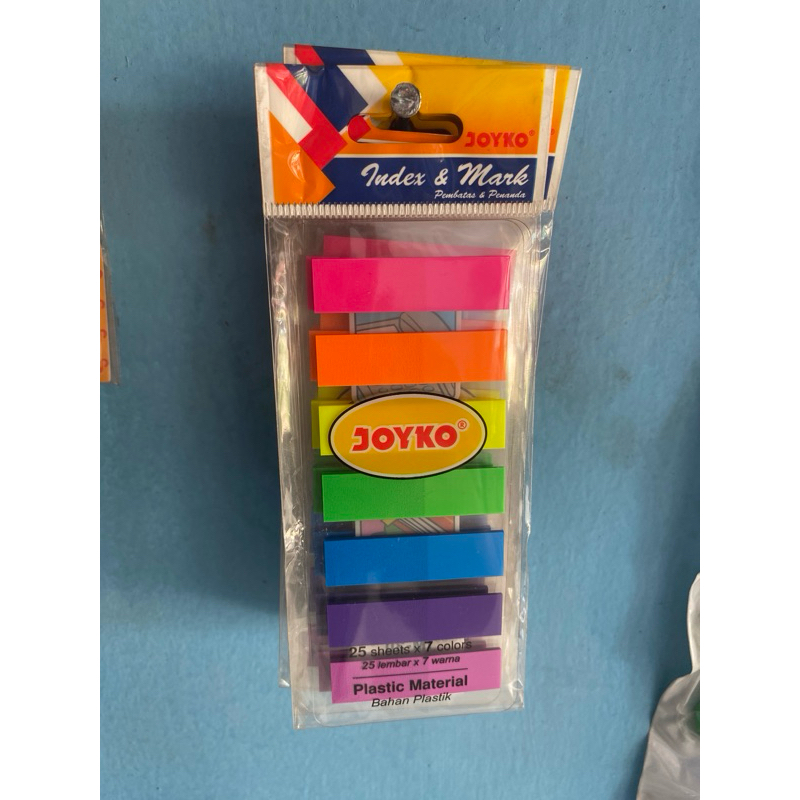 JOYKO®
Index & Mark
Pembatas & Penanda
JOYKO®
25 sheets x 7 colors
25 lembar x 7 warna
Plastic Material
Bahan Plastik